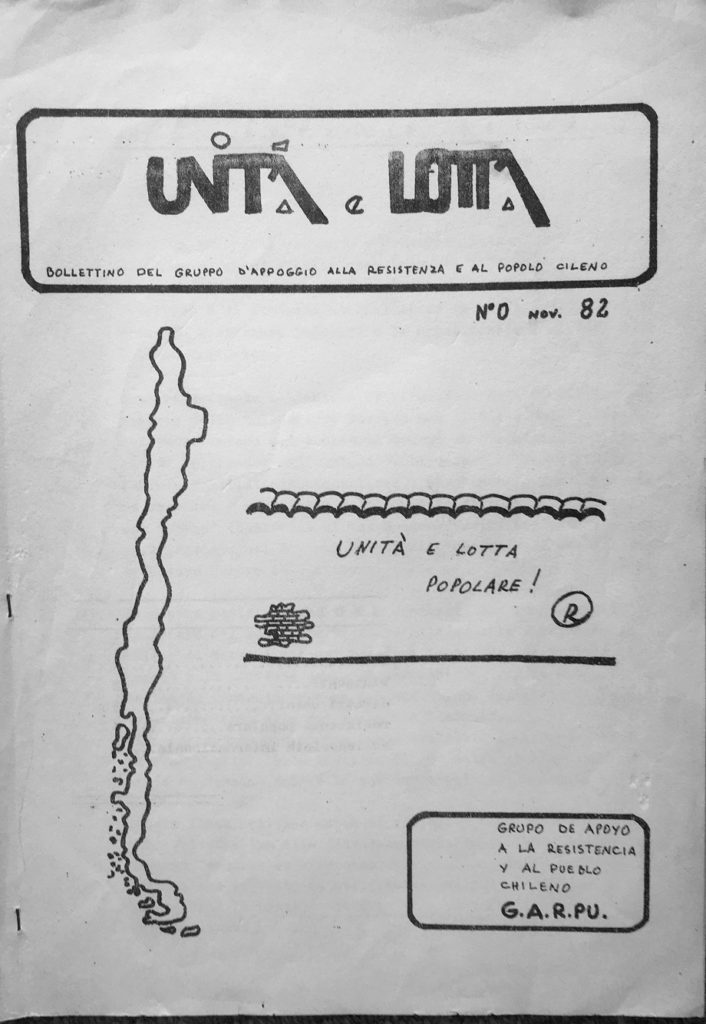 UNITÀ e LOTTA
BOLLETTINO DEL GRUPPO D'APPOGGIO ALLA RESISTENZA E AL POPOLO CILENO
N°0 NOV. 82
UNITÀ E LOTTA
POPOLARE!
R
GRUPO DE APOYO
A LA RESISTENCIA
Y AL PUEBLO
CHILENO
G.A.R.PU.